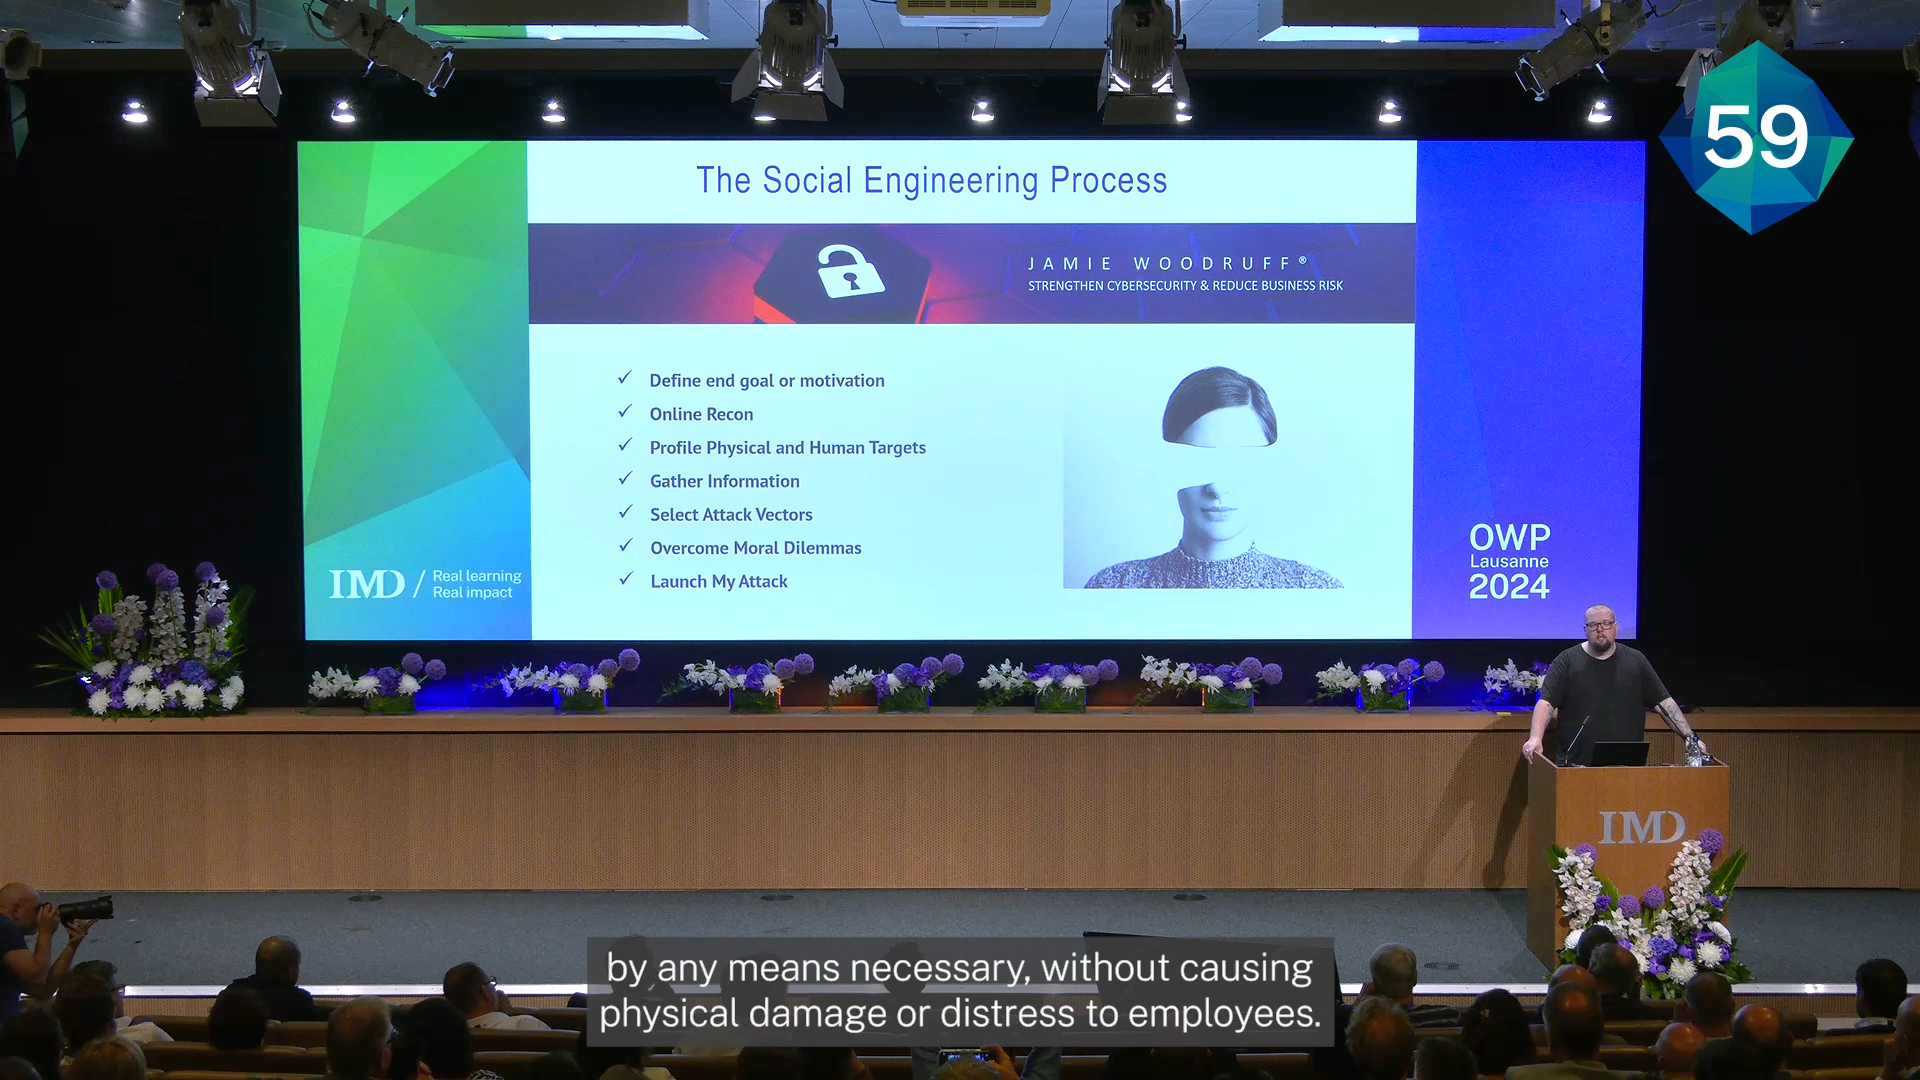 59
The Social Engineering Process
JAMIE WOODRUFF®
STRENGTHEN CYBERSECURITY & REDUCE BUSINESS RISK
✓ Define end goal or motivation
✓ Online Recon
✓ Profile Physical and Human Targets
✓ Gather Information
✓ Select Attack Vectors
✓ Overcome Moral Dilemmas
✓ Launch My Attack
IMD / Real learning
Real impact
OWP
Lausanne
2024
IMD
by any means necessary, without causing
physical damage or distress to employees.